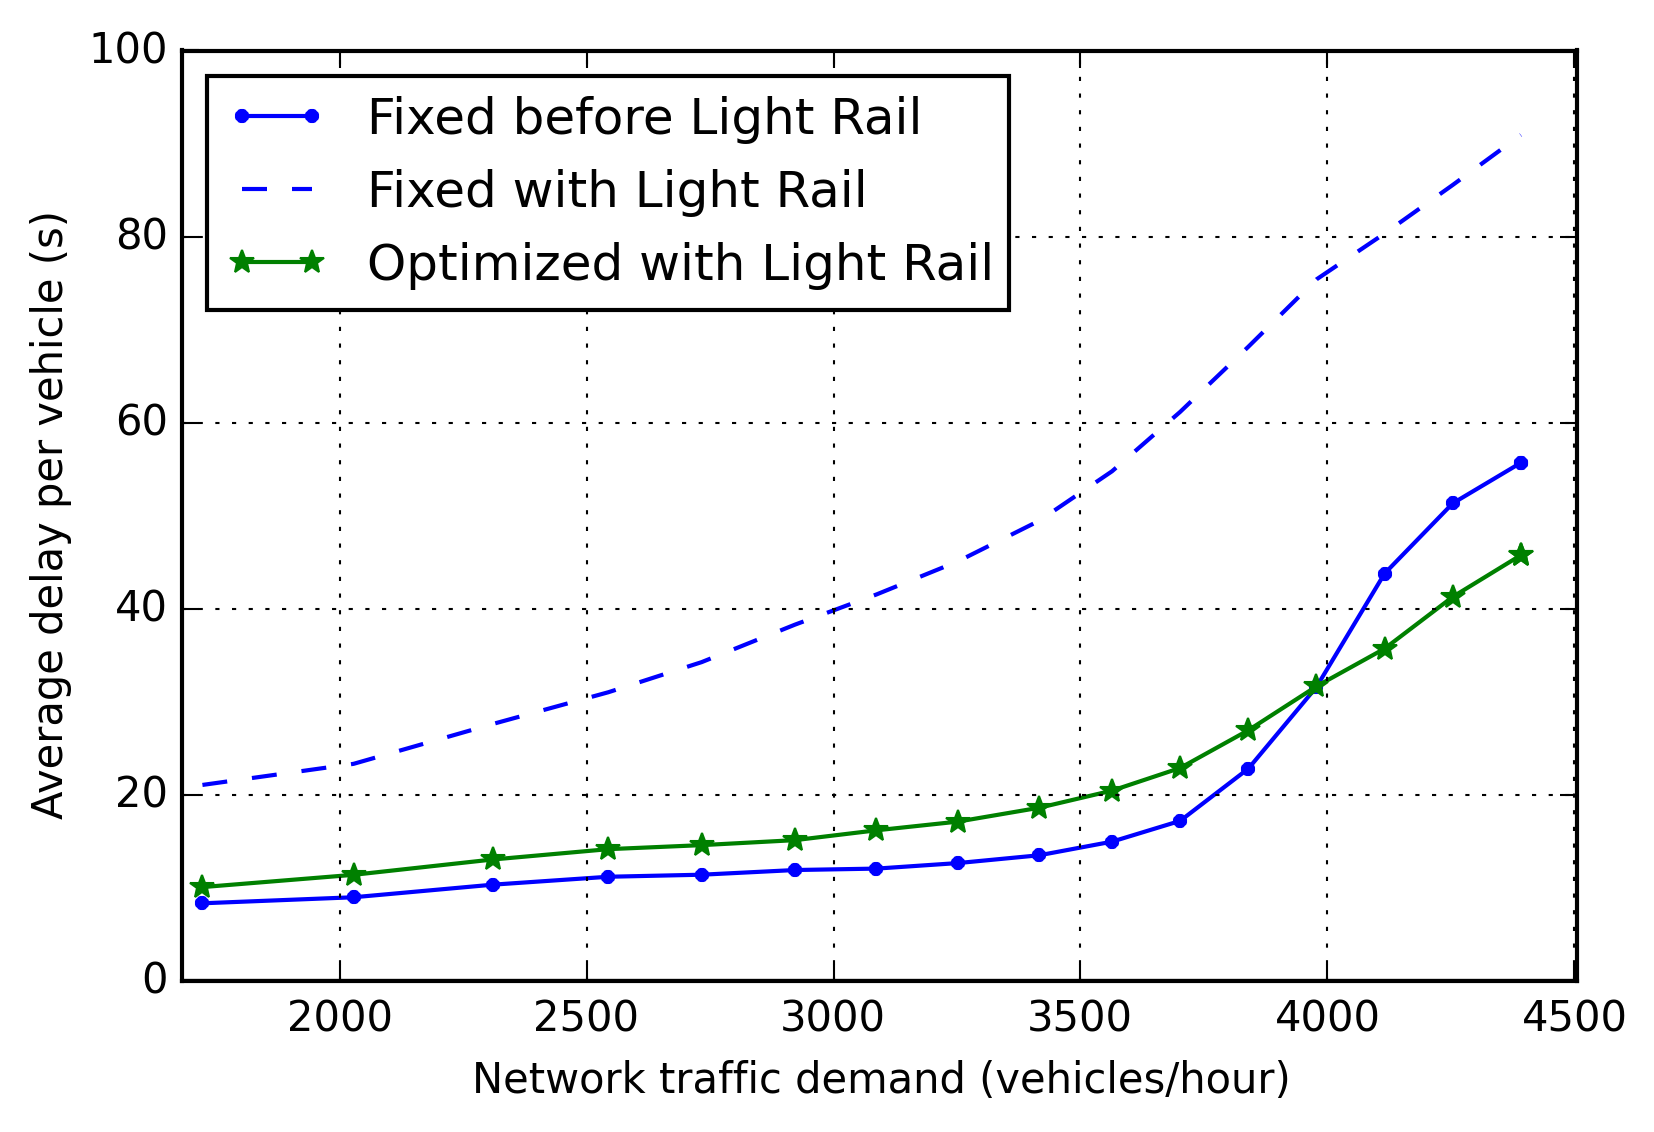 100
80
60
40
20
0
Average delay per vehicle (s)
Fixed before Light Rail
Fixed with Light Rail
Optimized with Light Rail
2000 2500 3000 3500 4000 4500
Network traffic demand (vehicles/hour)